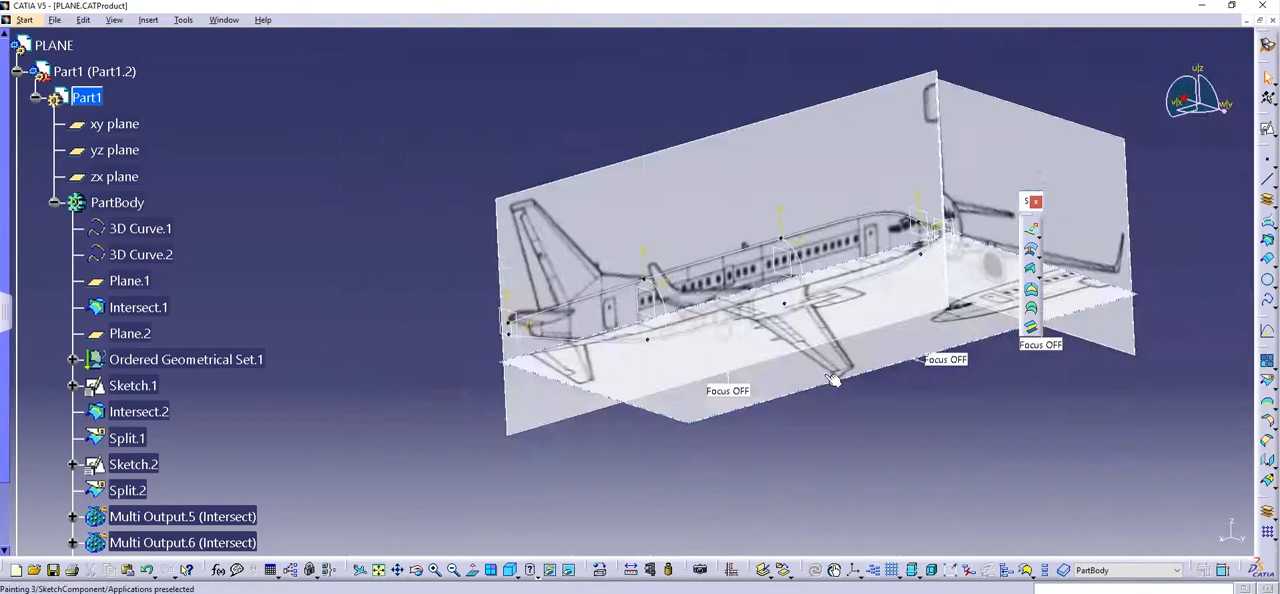 CATIA V5 - [PLANE.CATProduct]
Start File Edit View Insert Tools Window Help
PLANE
Part1 (Part1.2)
Part1
xy plane
yz plane
zx plane
PartBody
3D Curve.1
3D Curve.2
Plane.1
Intersect.1
Plane.2
Ordered Geometrical Set.1
Sketch.1
Intersect.2
Split.1
Sketch.2
Split.2
Multi Output.5 (Intersect)
Multi Output.6 (Intersect)
u|z
v|x
w|y
S
Focus OFF
Focus OFF
Focus OFF
z
x
y
f(x)
PartBody
CATIA
Painting 3/SketchComponent/Applications preselected